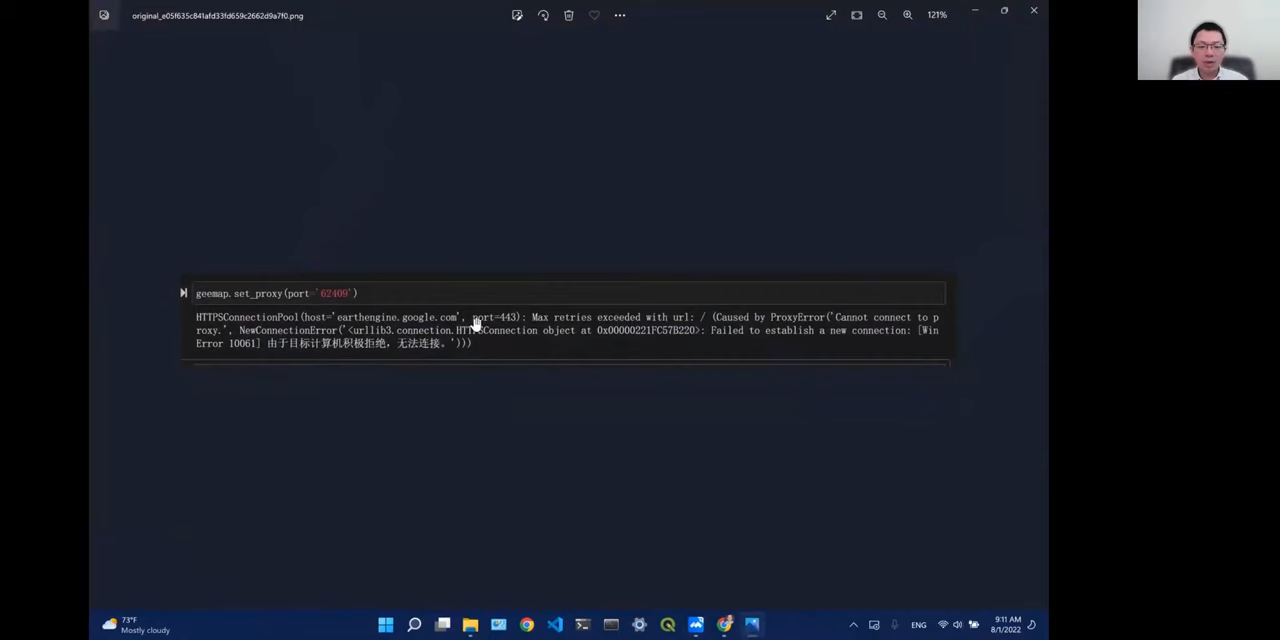 original_e05f635c841afd33fd659c2662d9a7f0.png
121%
geemap.set_proxy(port='62409')
HTTPSConnectionPool(host='earthengine.google.com', port=443): Max retries exceeded with url: / (Caused by ProxyError('Cannot connect to p
roxy.', NewConnectionError('<urllib3.connection.HTTPSConnection object at 0x00000221FC57B220>: Failed to establish a new connection: [Win
Error 10061] 由于目标计算机积极拒绝，无法连接。')))
73°F
Mostly cloudy
ENG
9:11 AM
8/1/2022